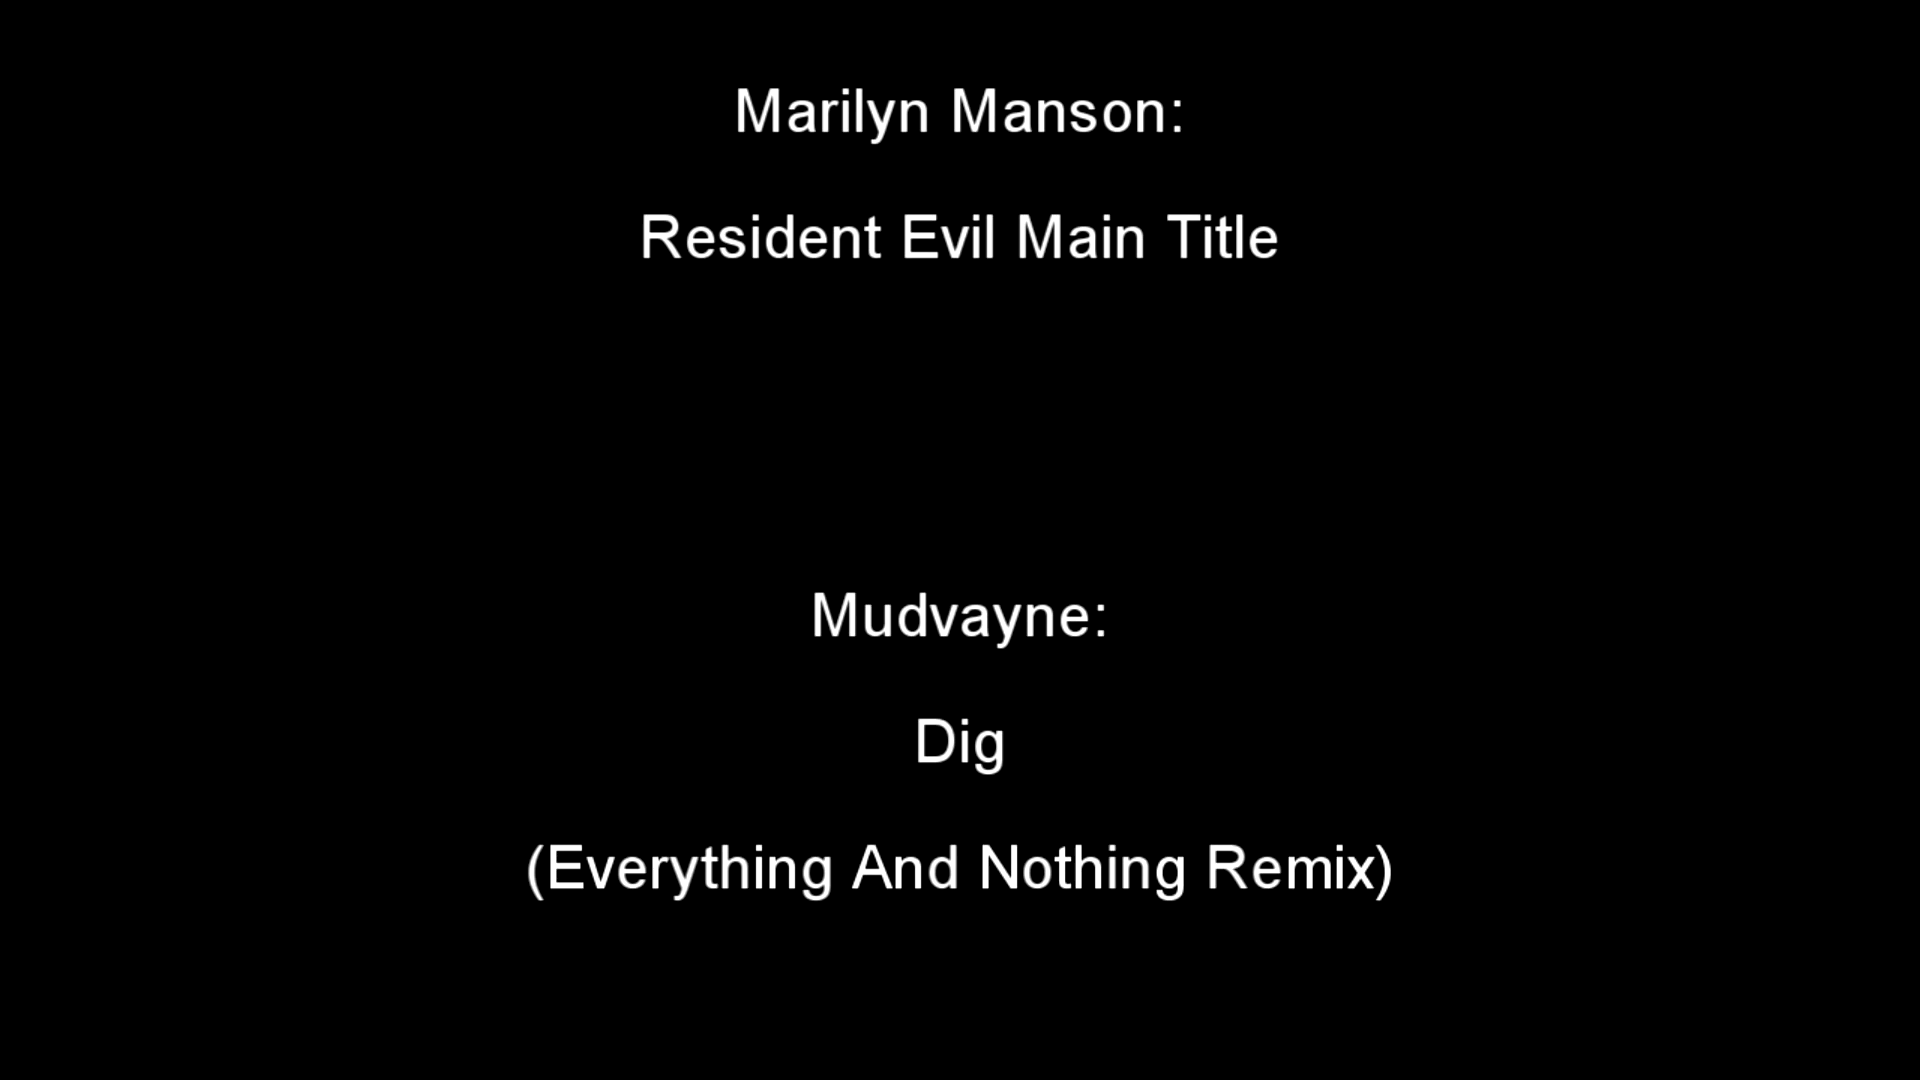 Marilyn Manson:
Resident Evil Main Title
Mudvayne:
Dig
(Everything And Nothing Remix)